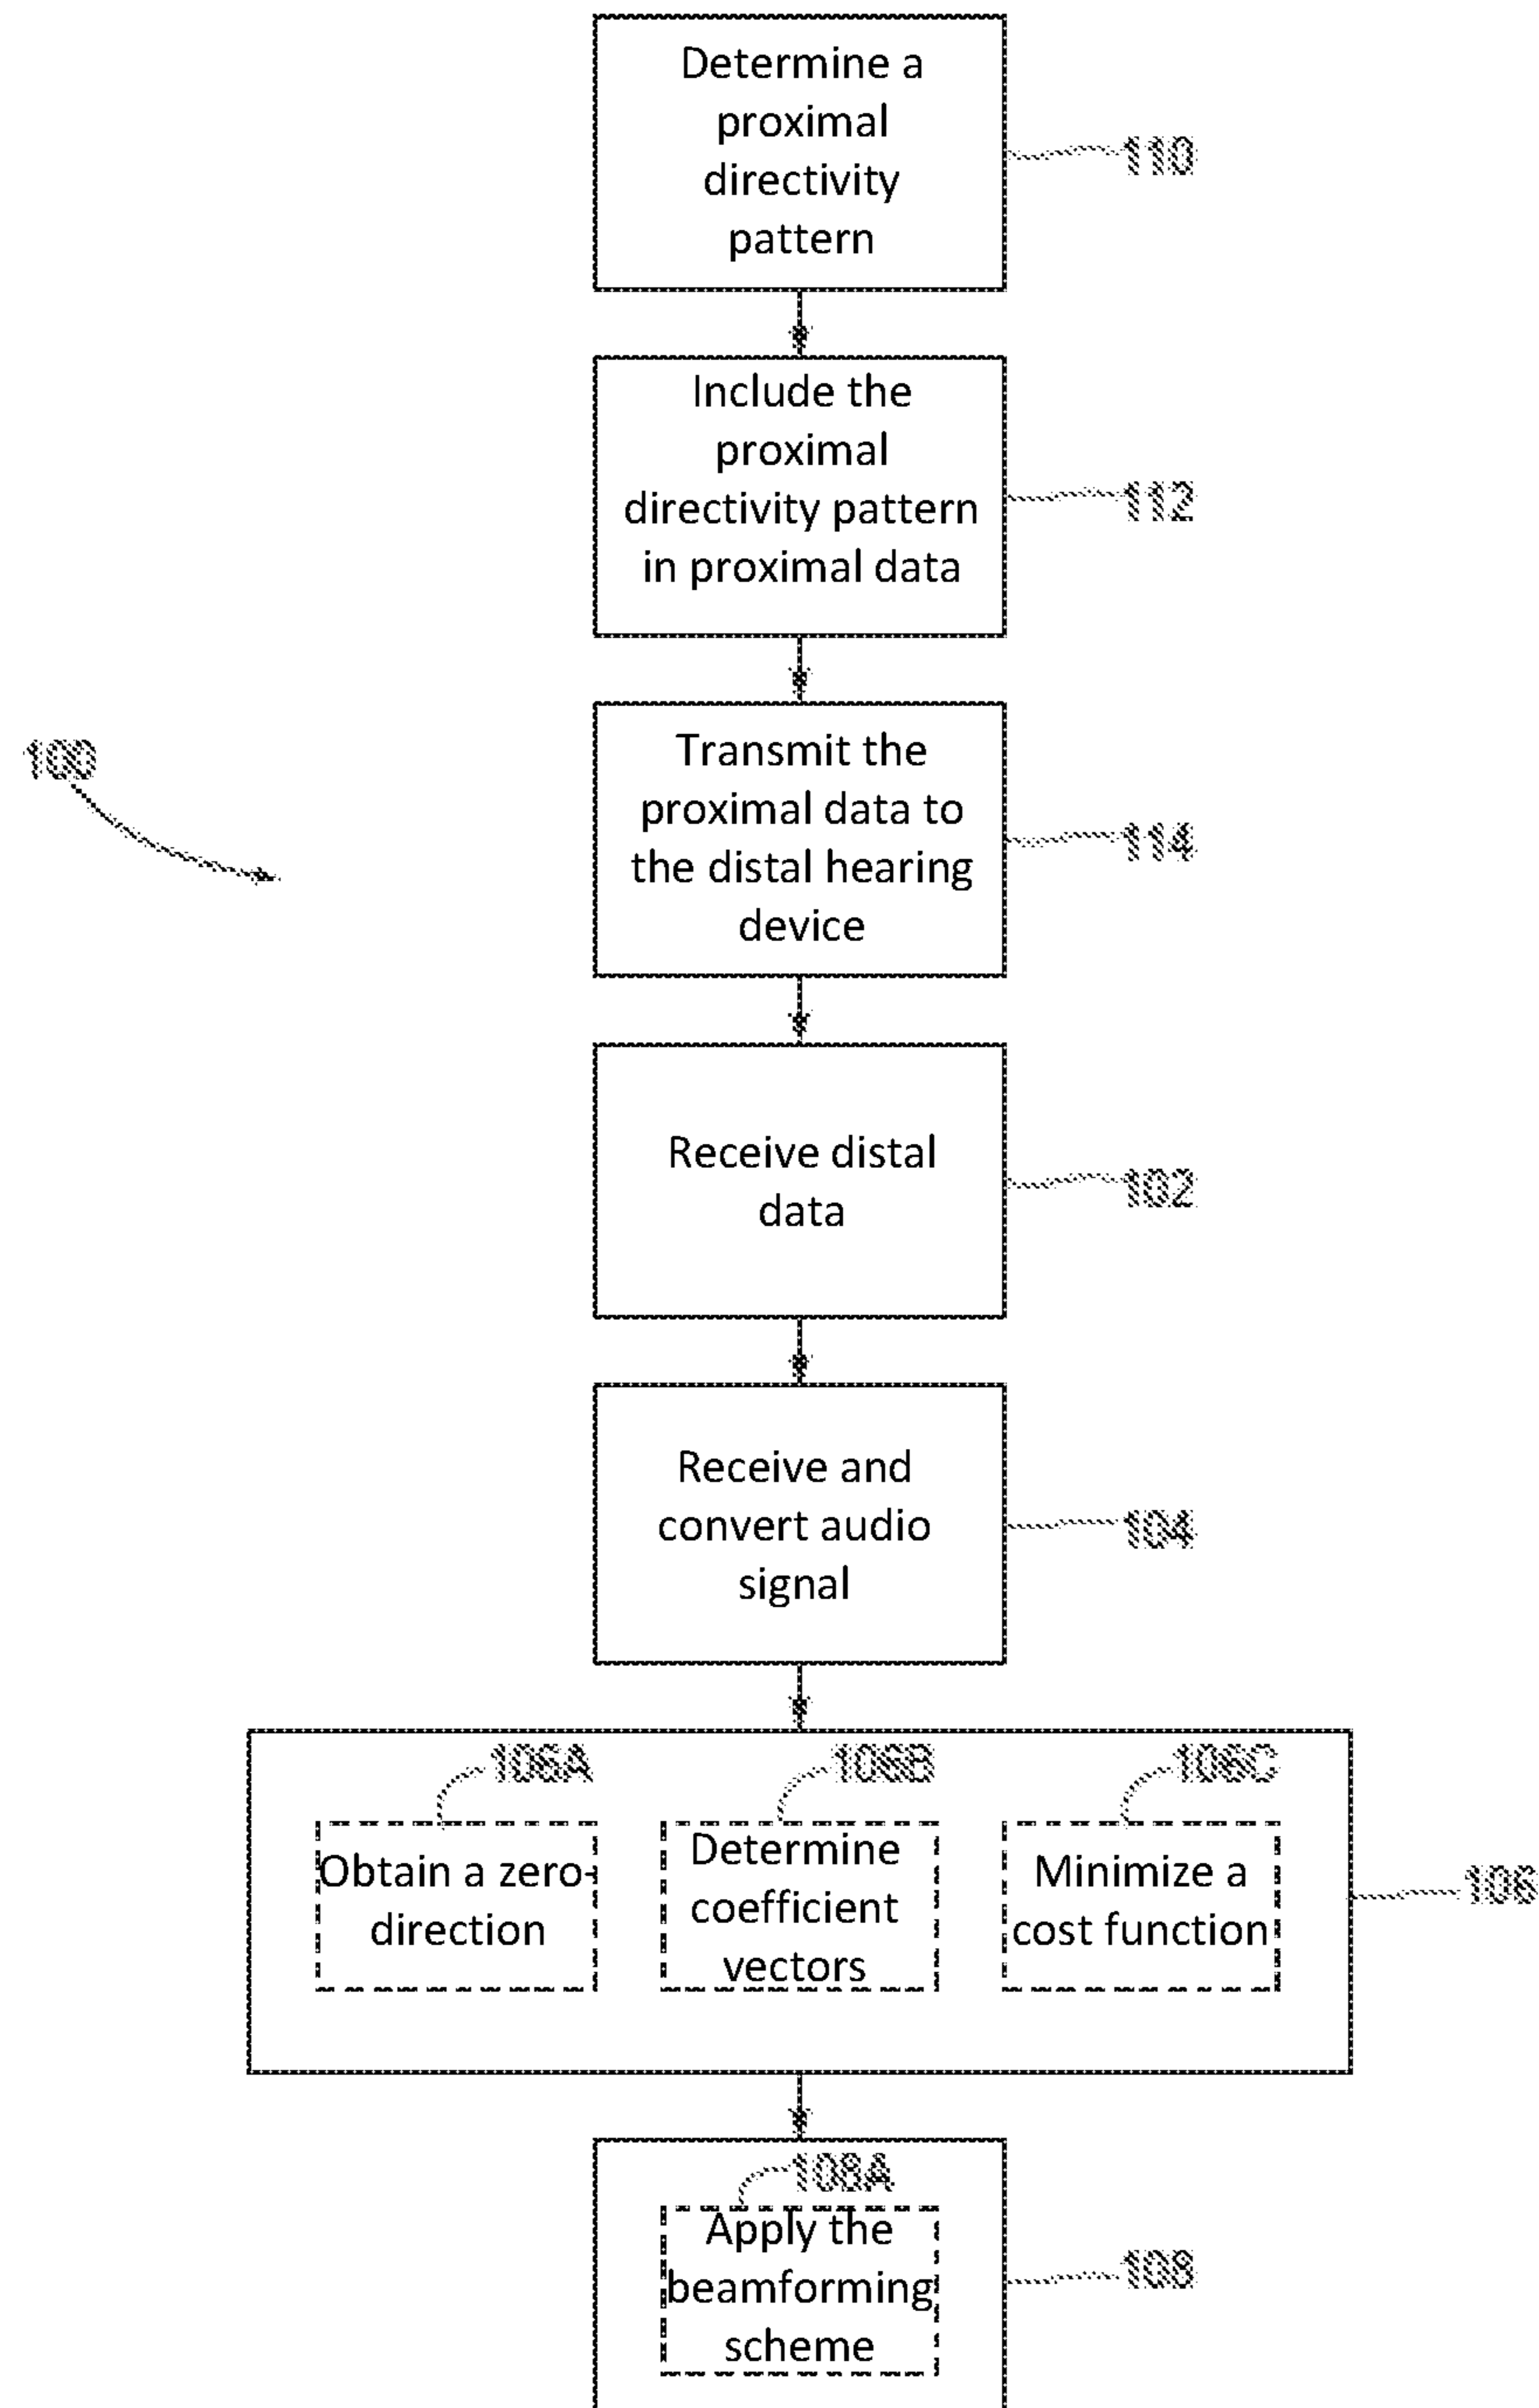 Determine a
proximal
directivity
pattern
110
Include the
proximal
directivity pattern
in proximal data
112
100
Transmit the
proximal data to
the distal hearing
device
114
Receive distal
data
102
Receive and
convert audio
signal
104
106A
106B
106C
Obtain a zero-
direction
Determine
coefficient
vectors
Minimize a
cost function
106
108A
Apply the
beamforming
scheme
108